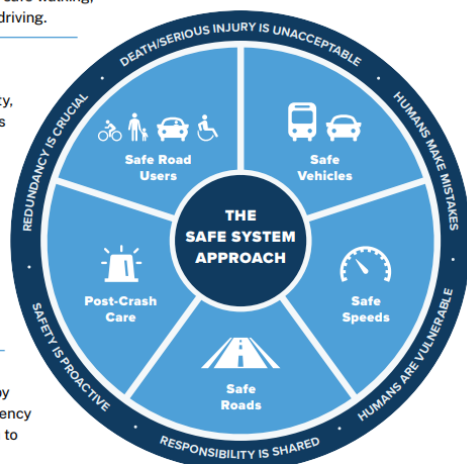 safe walking,
driving.
ty,
s
by
ency
to
DEATH/SERIOUS INJURY IS UNACCEPTABLE
HUMANS MAKE MISTAKES
HUMANS ARE VULNERABLE
RESPONSIBILITY IS SHARED
SAFETY IS PROACTIVE
REDUNDANCY IS CRUCIAL
Safe Road
Users
Safe
Vehicles
THE
SAFE SYSTEM
APPROACH
Post-Crash
Care
Safe
Speeds
Safe
Roads